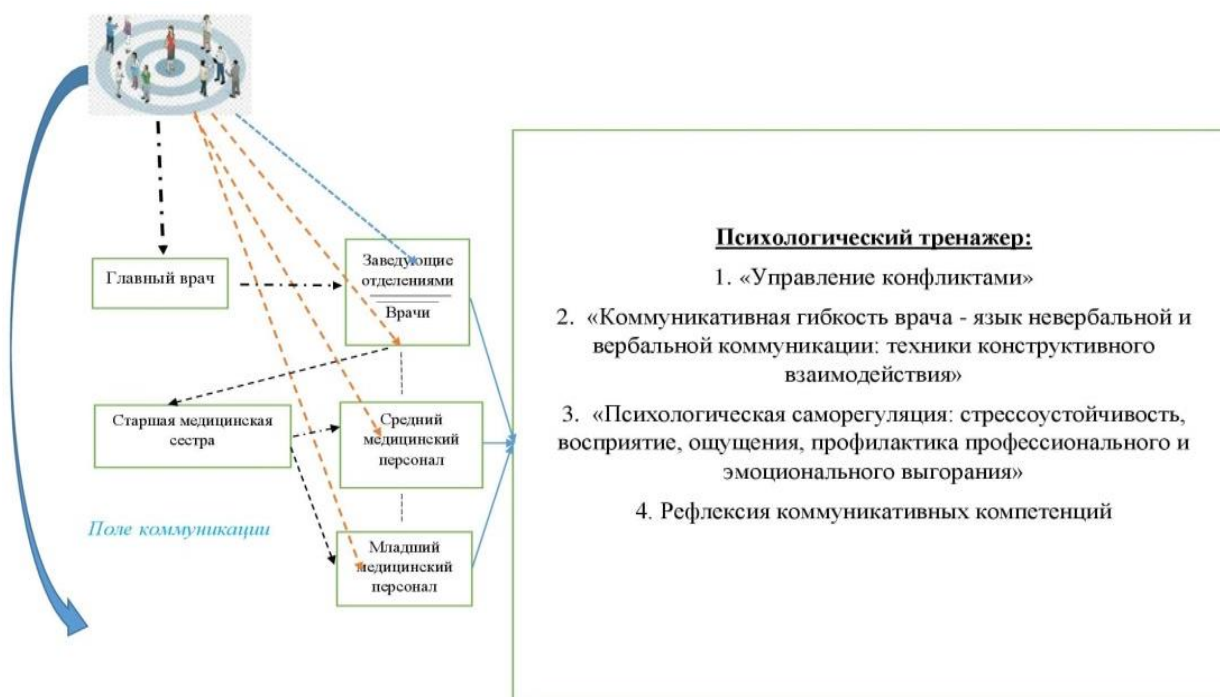 Главный врач
Заведующие
отделениями
Врачи
Старшая медицинская
сестра
Средний
медицинский
персонал
Младший
медицинский
персонал
Поле коммуникации
Психологический тренажер:
1. «Управление конфликтами»
2. «Коммуникативная гибкость врача - язык невербальной и
вербальной коммуникации: техники конструктивного
взаимодействия»
3. «Психологическая саморегуляция: стрессоустойчивость,
восприятие, ощущения, профилактика профессионального и
эмоционального выгорания»
4. Рефлексия коммуникативных компетенций